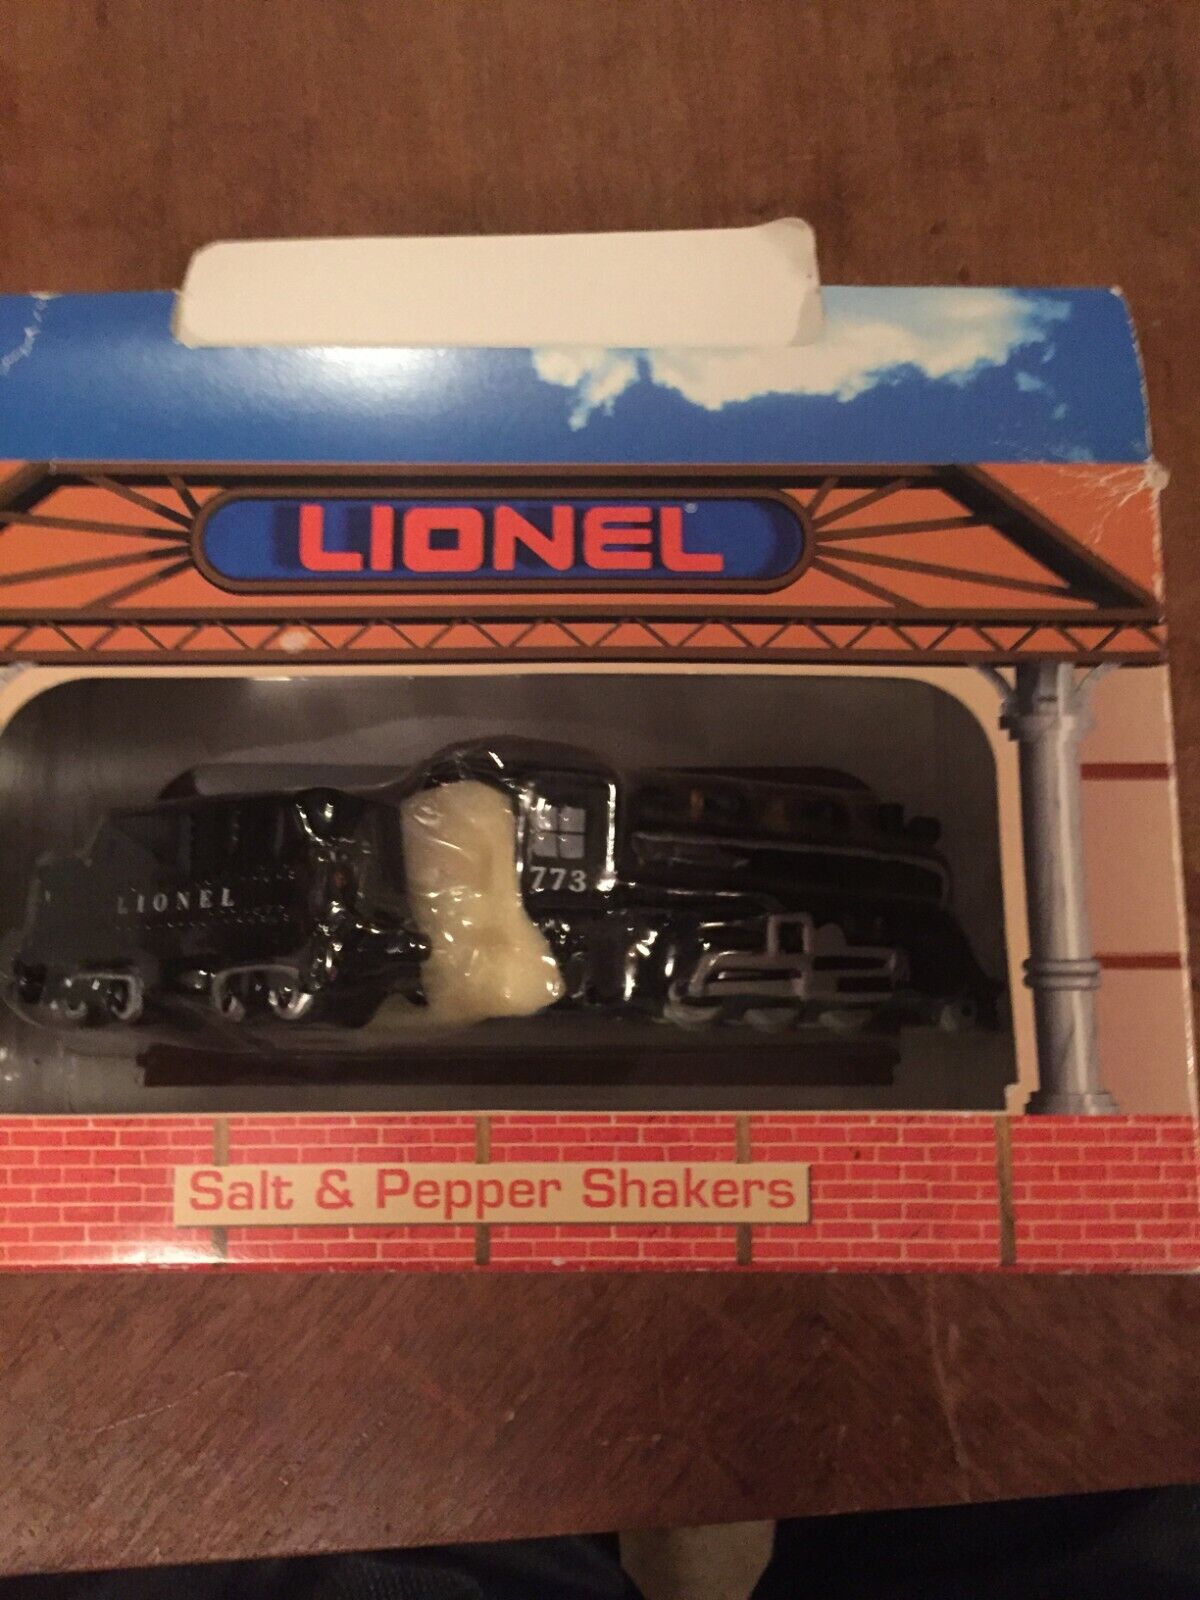 LIONEL®
773
LIONEL
Salt & Pepper Shakers